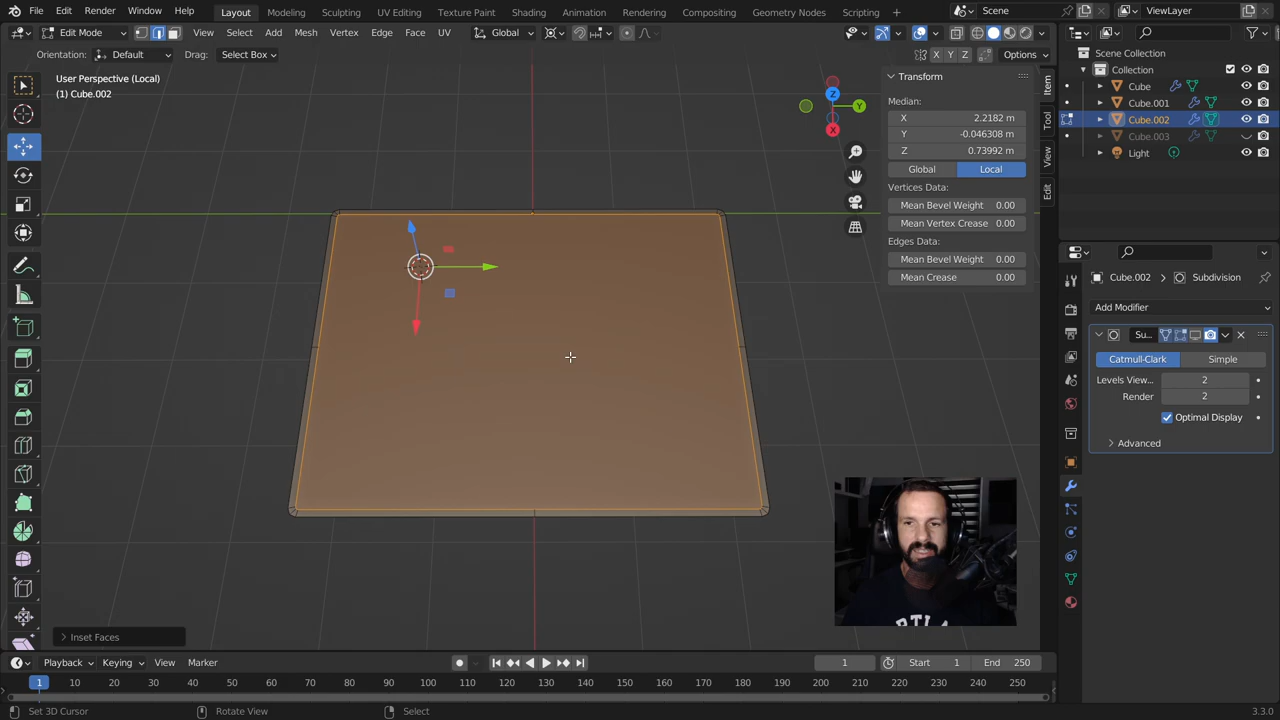 File Edit Render Window Help Layout Modeling Sculpting UV Editing Texture Paint Shading Animation Rendering Compositing Geometry Nodes Scripting Scene ViewLayer
Edit Mode View Select Add Mesh Vertex Edge Face UV Global
Orientation: Default Drag: Select Box X Y Z Options
User Perspective (Local)
(1) Cube.002
Z
Y
X
Transform
Median:
X 2.2182 m
Y -0.046308 m
Z 0.73992 m
Global Local
Vertices Data:
Mean Bevel Weight 0.00
Mean Vertex Crease 0.00
Edges Data:
Mean Bevel Weight 0.00
Mean Crease 0.00
Item
Tool
View
Edit
Scene Collection
Collection
Cube
Cube.001
Cube.002
Cube.003
Light
Cube.002 Subdivision
Add Modifier
Su...
Catmull-Clark Simple
Levels View... 2
Render 2
Optimal Display
Advanced
Inset Faces
Playback Keying View Marker 1 Start 1 End 250
1 10 20 30 40 50 60 70 80 90 100 110 120 130 140 150 160 170 180 190 200 210 220 230 240 250
Set 3D Cursor Rotate View Select 3.3.0